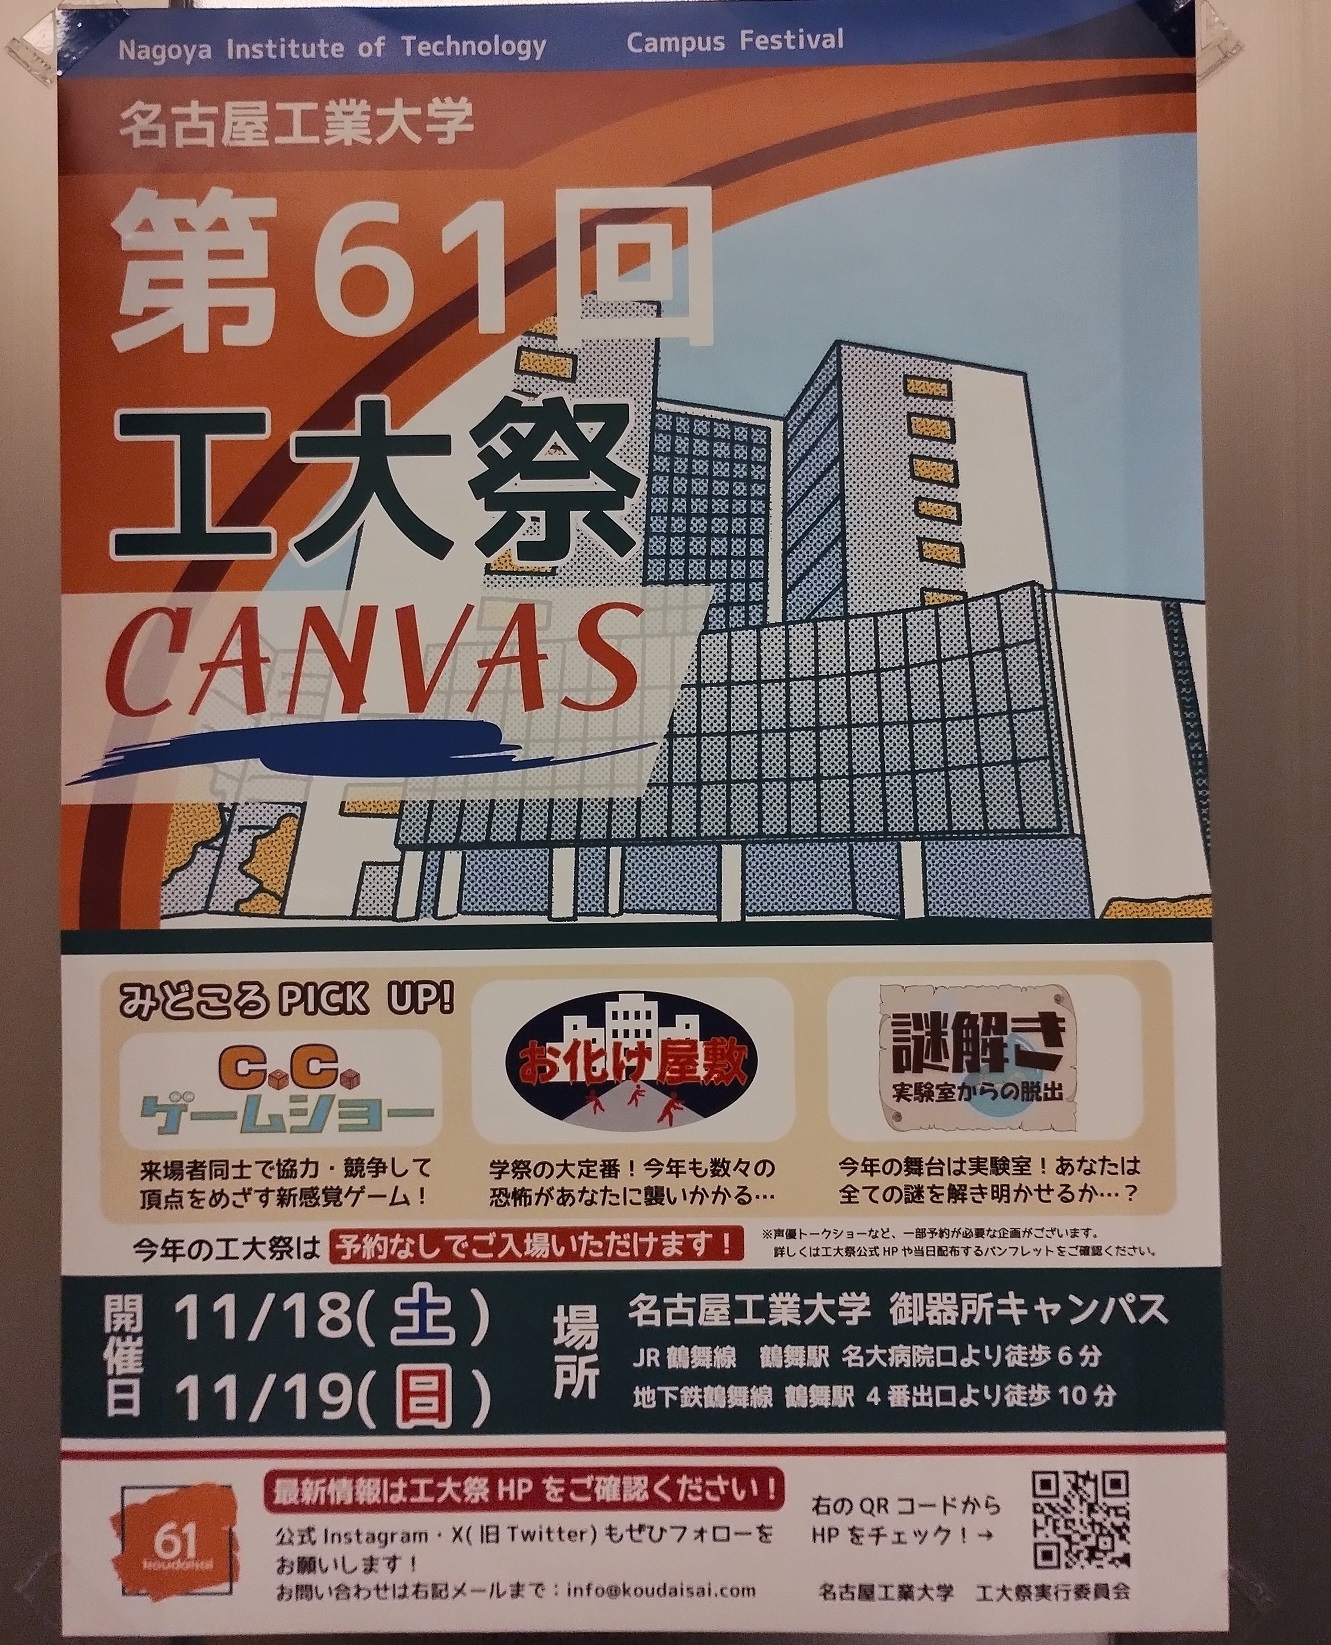 Nagoya Institute of Technology Campus Festival
名古屋工業大学
第61回
工大祭
CANVAS
みどころ PICK UP!
C.C.
ゲームショー
来場者同士で協力・競争して
頂点をめざす新感覚ゲーム！
お化け屋敷
学祭の大定番！今年も数々の
恐怖があなたに襲いかかる…
謎解き
実験室からの脱出
今年の舞台は実験室！あなたは
全ての謎を解き明かせるか…？
今年の工大祭は 予約なしでご入場いただけます！
※声優トークショーなど、一部予約が必要な企画がございます。
詳しくは工大祭公式 HP や当日配布するパンフレットをご確認ください。
開催日
11/18(土)
11/19(日)
場所
名古屋工業大学 御器所キャンパス
JR 鶴舞線 鶴舞駅 名大病院口より徒歩 6 分
地下鉄鶴舞線 鶴舞駅 4 番出口より徒歩 10 分
61
koudaisai
最新情報は工大祭 HP をご確認ください！
公式 Instagram・X(旧 Twitter) もぜひフォローを
お願いします！
お問い合わせは右記メールまで：info@koudaisai.com
右の QR コードから
HP をチェック！→
名古屋工業大学 工大祭実行委員会